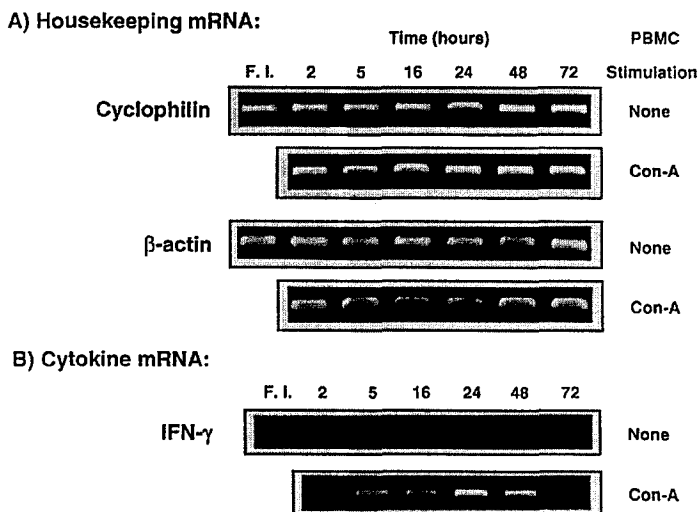 A) Housekeeping mRNA:
Time (hours) PBMC
F. I. 2 5 16 24 48 72 Stimulation
Cyclophilin None
Con-A
β-actin None
Con-A
B) Cytokine mRNA:
F. I. 2 5 16 24 48 72
IFN-γ None
Con-A